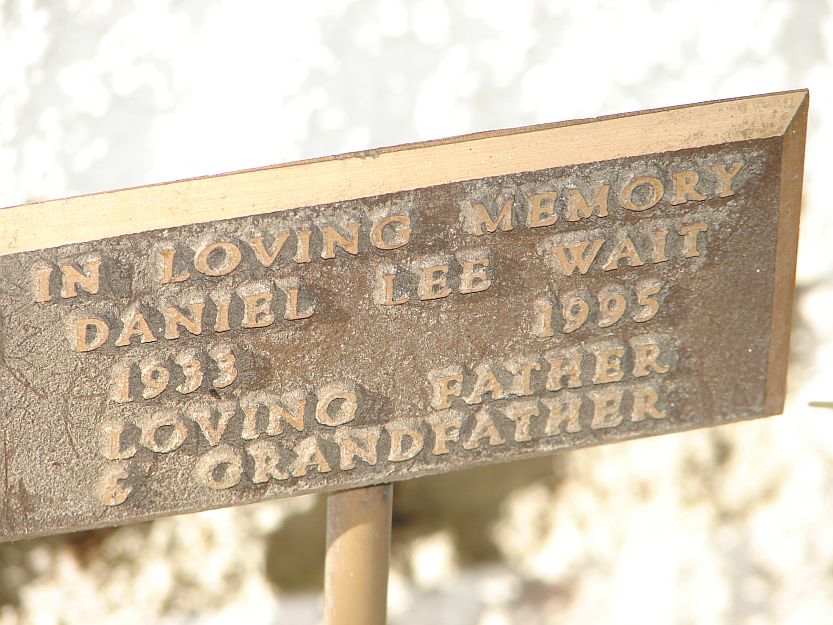 IN LOVING MEMORY
DANIEL LEE WAIT
1933 1995
LOVING FATHER
& GRANDFATHER